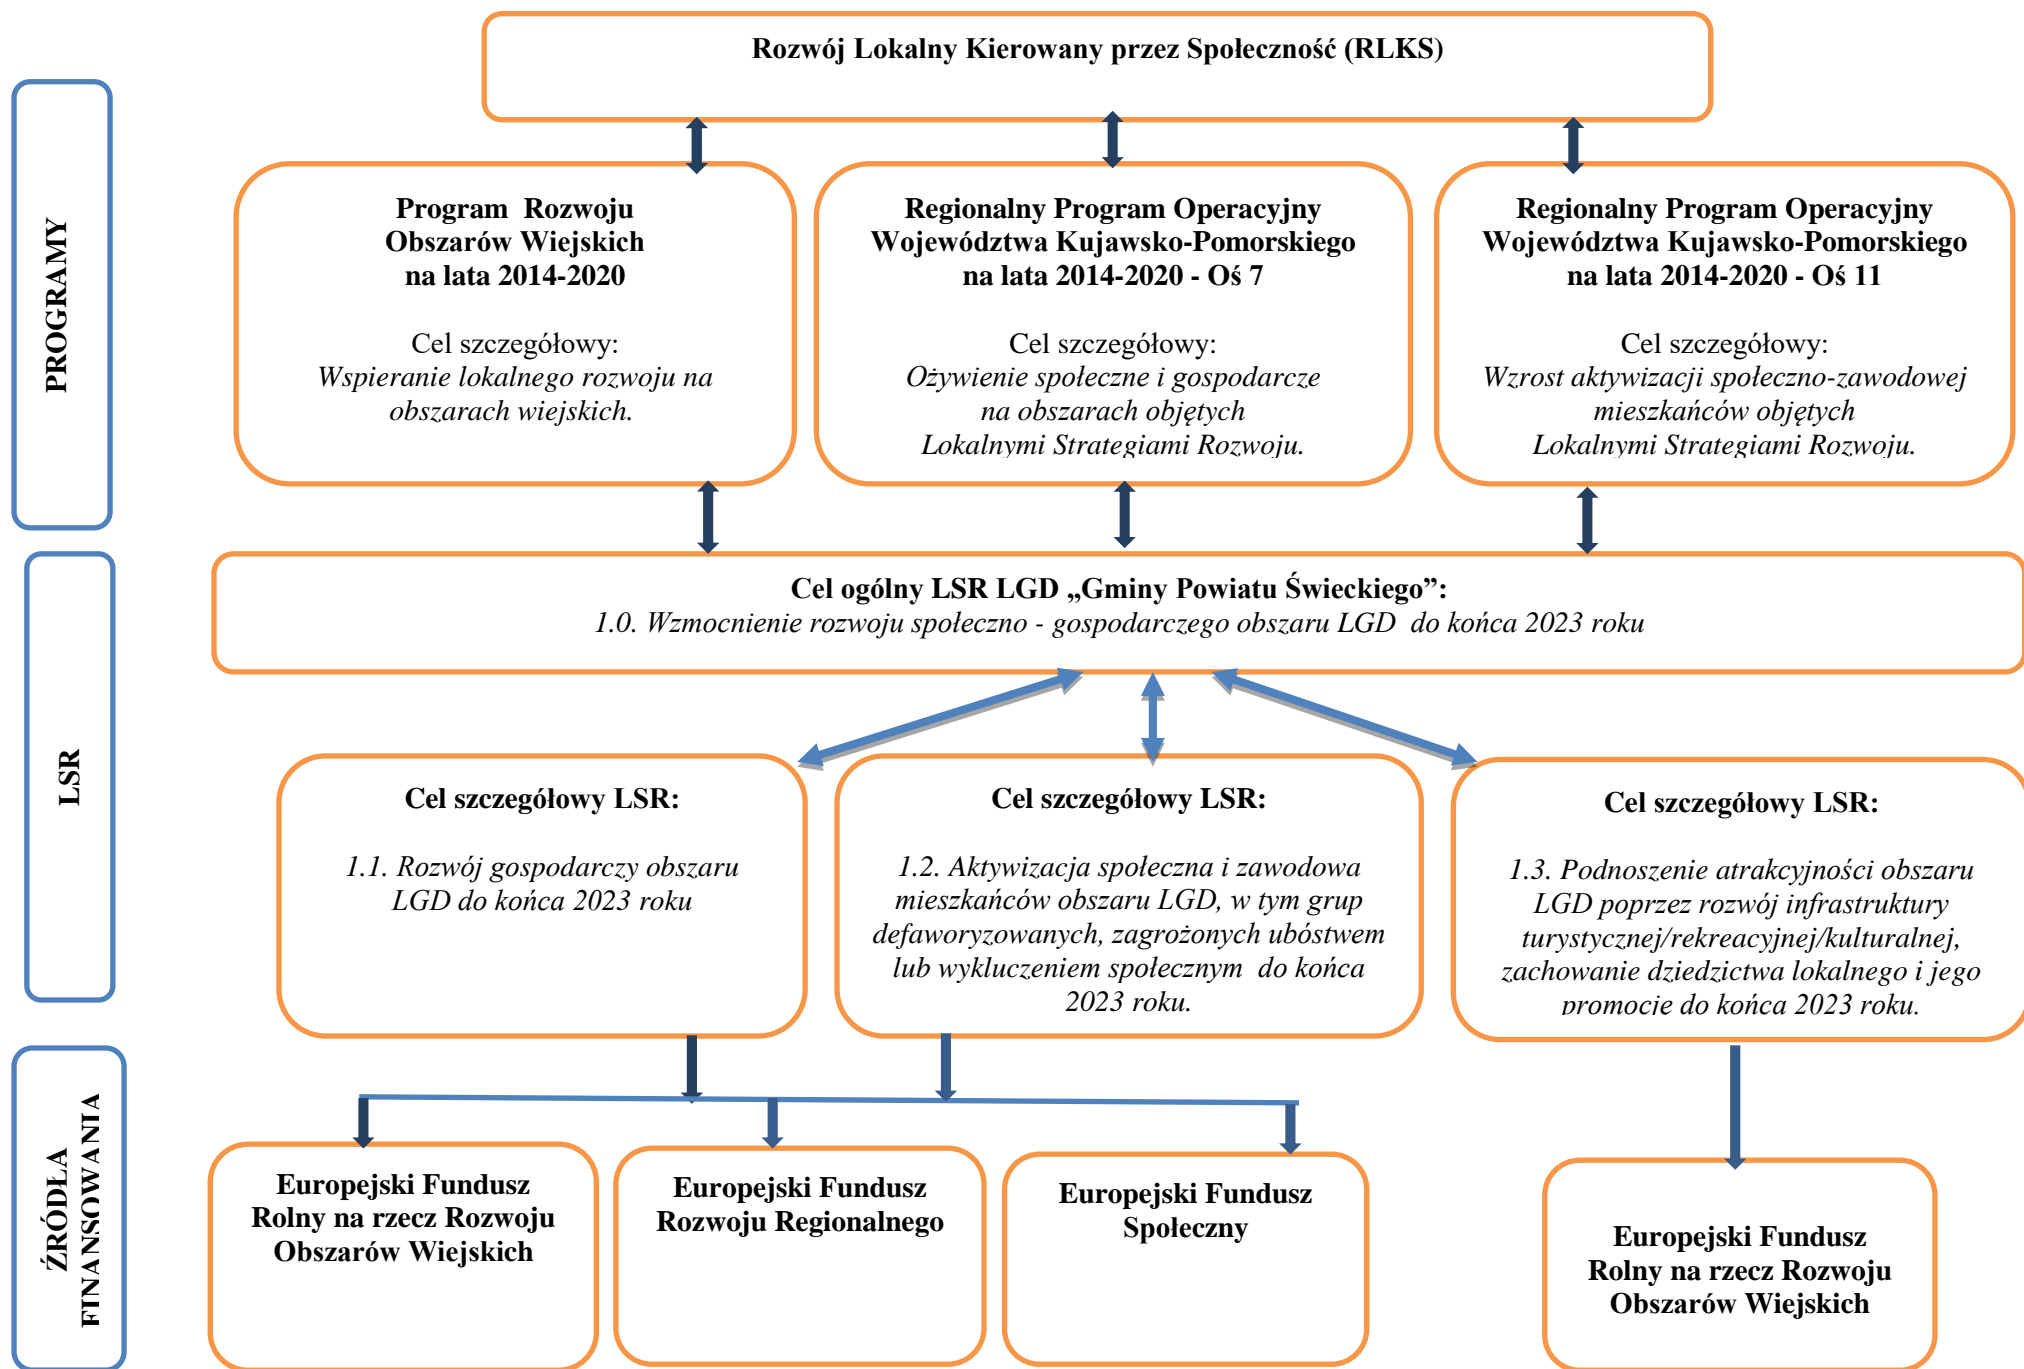 Rozwój Lokalny Kierowany przez Społeczność (RLKS)
PROGRAMY
Program Rozwoju
Obszarów Wiejskich
na lata 2014-2020
Cel szczegółowy:
Wspieranie lokalnego rozwoju na
obszarach wiejskich.
Regionalny Program Operacyjny
Województwa Kujawsko-Pomorskiego
na lata 2014-2020 - Oś 7
Cel szczegółowy:
Ożywienie społeczne i gospodarcze
na obszarach objętych
Lokalnymi Strategiami Rozwoju.
Regionalny Program Operacyjny
Województwa Kujawsko-Pomorskiego
na lata 2014-2020 - Oś 11
Cel szczegółowy:
Wzrost aktywizacji społeczno-zawodowej
mieszkańców objętych
Lokalnymi Strategiami Rozwoju.
LSR
Cel ogólny LSR LGD „Gminy Powiatu Świeckiego”:
1.0. Wzmocnienie rozwoju społeczno - gospodarczego obszaru LGD do końca 2023 roku
Cel szczegółowy LSR:
1.1. Rozwój gospodarczy obszaru
LGD do końca 2023 roku
Cel szczegółowy LSR:
1.2. Aktywizacja społeczna i zawodowa
mieszkańców obszaru LGD, w tym grup
defaworyzowanych, zagrożonych ubóstwem
lub wykluczeniem społecznym do końca
2023 roku.
Cel szczegółowy LSR:
1.3. Podnoszenie atrakcyjności obszaru
LGD poprzez rozwój infrastruktury
turystycznej/rekreacyjnej/kulturalnej,
zachowanie dziedzictwa lokalnego i jego
promocję do końca 2023 roku.
ŹRÓDŁA
FINANSOWANIA
Europejski Fundusz
Rolny na rzecz Rozwoju
Obszarów Wiejskich
Europejski Fundusz
Rozwoju Regionalnego
Europejski Fundusz
Społeczny
Europejski Fundusz
Rolny na rzecz Rozwoju
Obszarów Wiejskich